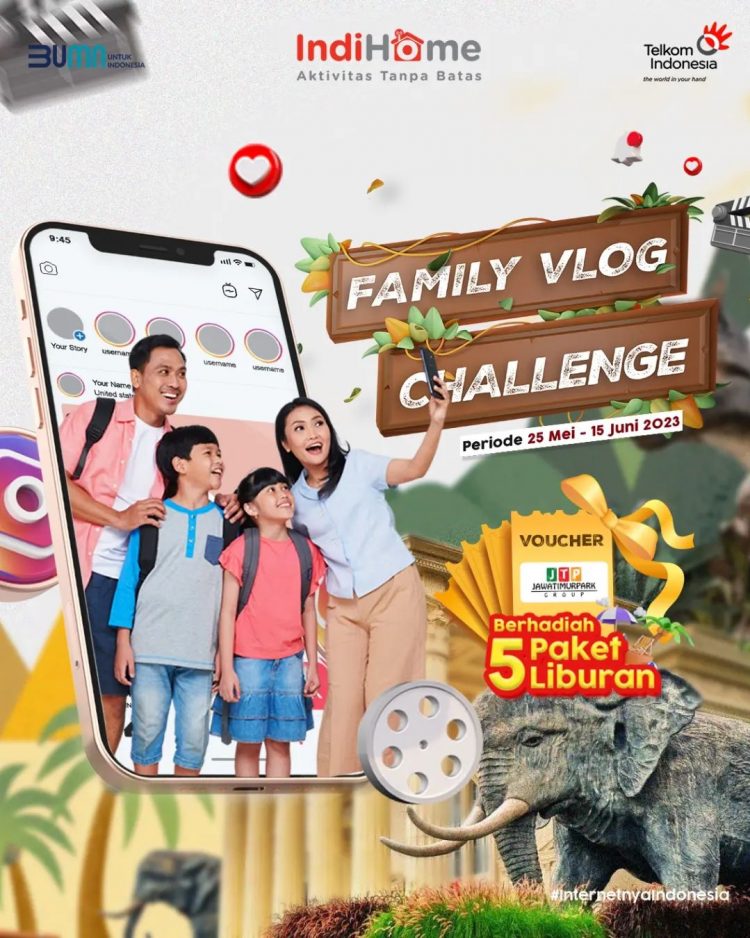 BUMN UNTUK
INDONESIA
IndiHome
Aktivitas Tanpa Batas
Telkom
Indonesia
the world in your hand
FAMILY VLOG
CHALLENGE
Periode 25 Mei - 15 Juni 2023
9:45
Your Story
username
username
username
Your Name
United state
VOUCHER
JTP
JAWATIMURPARK
GROUP
Berhadiah
5 Paket
Liburan
#internetnyaindonesia